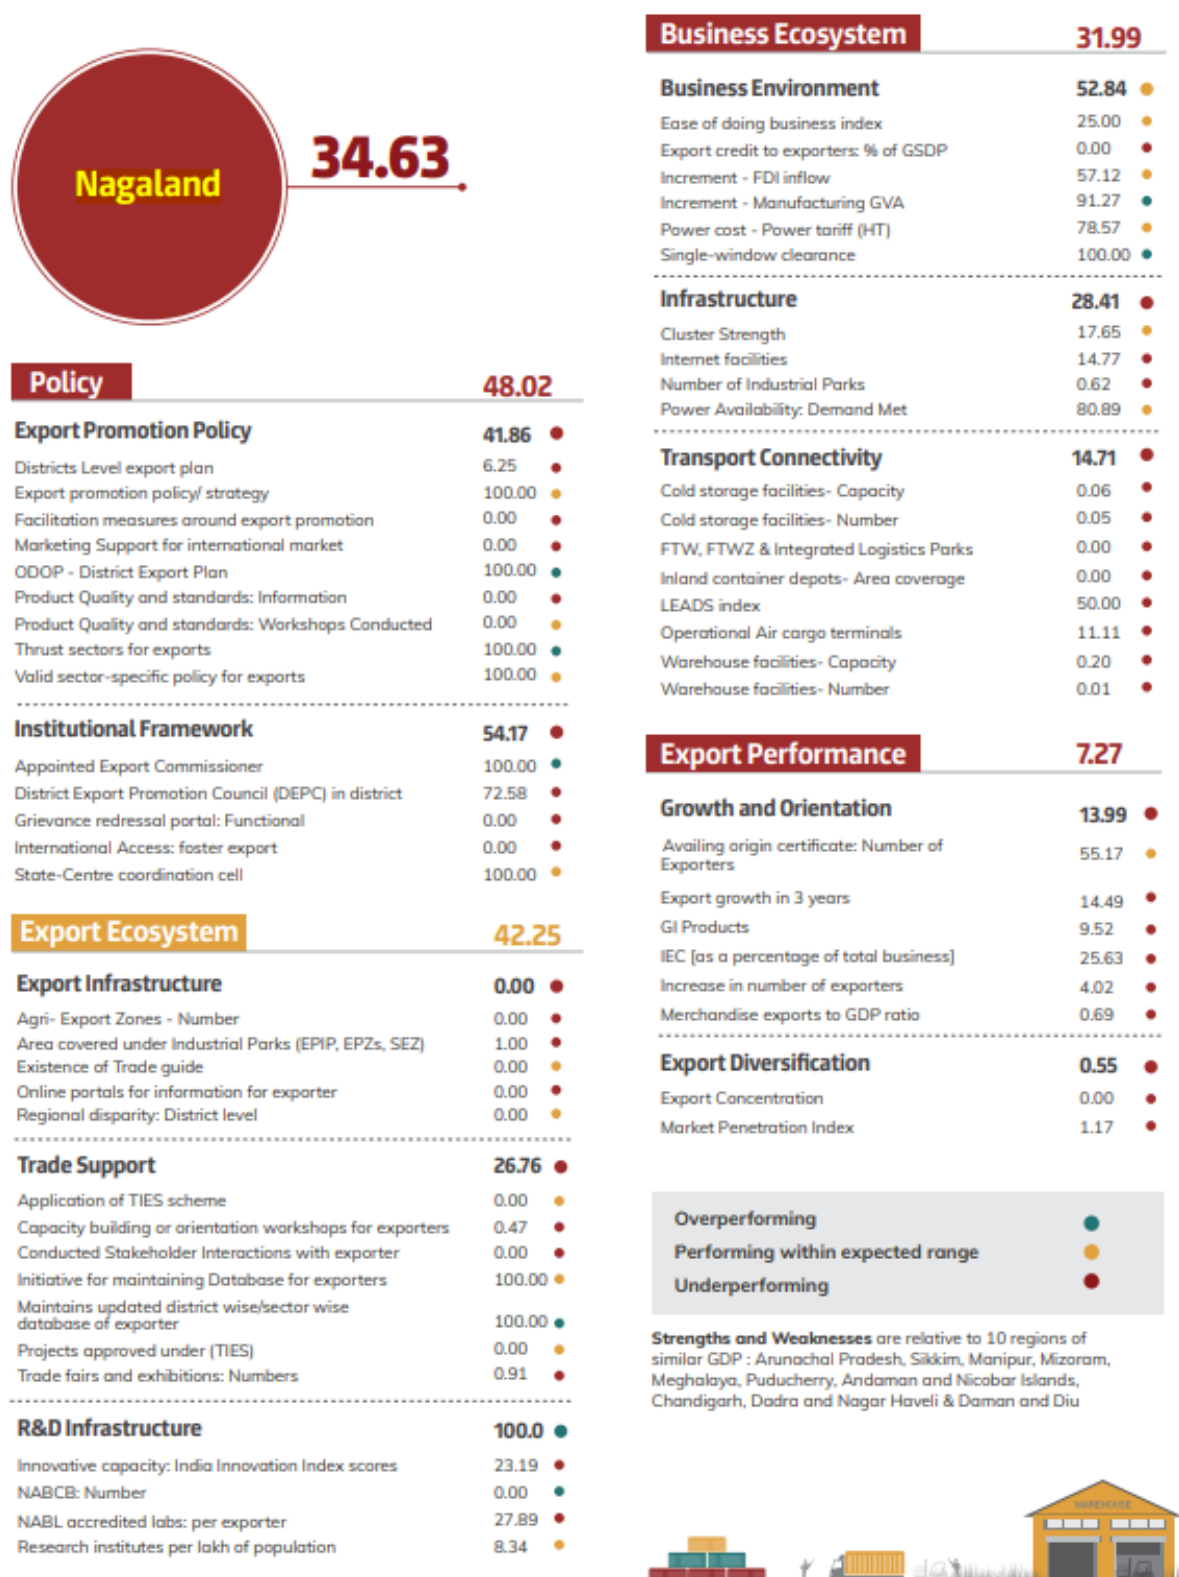 Nagaland
34.63
Policy 48.02
Export Promotion Policy 41.86
Districts Level export plan 6.25
Export promotion policy/ strategy 100.00
Facilitation measures around export promotion 0.00
Marketing Support for international market 0.00
ODOP - District Export Plan 100.00
Product Quality and standards: Information 0.00
Product Quality and standards: Workshops Conducted 0.00
Thrust sectors for exports 100.00
Valid sector-specific policy for exports 100.00
Institutional Framework 54.17
Appointed Export Commissioner 100.00
District Export Promotion Council (DEPC) in district 72.58
Grievance redressal portal: Functional 0.00
International Access: foster export 0.00
State-Centre coordination cell 100.00
Export Ecosystem 42.25
Export Infrastructure 0.00
Agri- Export Zones - Number 0.00
Area covered under Industrial Parks (EPIP, EPZs, SEZ) 1.00
Existence of Trade guide 0.00
Online portals for information for exporter 0.00
Regional disparity: District level 0.00
Trade Support 26.76
Application of TIES scheme 0.00
Capacity building or orientation workshops for exporters 0.47
Conducted Stakeholder Interactions with exporter 0.00
Initiative for maintaining Database for exporters 100.00
Maintains updated district wise/sector wise
database of exporter 100.00
Projects approved under (TIES) 0.00
Trade fairs and exhibitions: Numbers 0.91
R&D Infrastructure 100.0
Innovative capacity: India Innovation Index scores 23.19
NABCB: Number 0.00
NABL accredited labs: per exporter 27.89
Research institutes per lakh of population 8.34
Business Ecosystem 31.99
Business Environment 52.84
Ease of doing business index 25.00
Export credit to exporters: % of GSDP 0.00
Increment - FDI inflow 57.12
Increment - Manufacturing GVA 91.27
Power cost - Power tariff (HT) 78.57
Single-window clearance 100.00
Infrastructure 28.41
Cluster Strength 17.65
Internet facilities 14.77
Number of Industrial Parks 0.62
Power Availability: Demand Met 80.89
Transport Connectivity 14.71
Cold storage facilities- Capacity 0.06
Cold storage facilities- Number 0.05
FTW, FTWZ & Integrated Logistics Parks 0.00
Inland container depots- Area coverage 0.00
LEADS index 50.00
Operational Air cargo terminals 11.11
Warehouse facilities- Capacity 0.20
Warehouse facilities- Number 0.01
Export Performance 7.27
Growth and Orientation 13.99
Availing origin certificate: Number of
Exporters 55.17
Export growth in 3 years 14.49
GI Products 9.52
IEC [as a percentage of total business] 25.63
Increase in number of exporters 4.02
Merchandise exports to GDP ratio 0.69
Export Diversification 0.55
Export Concentration 0.00
Market Penetration Index 1.17
Overperforming
Performing within expected range
Underperforming
Strengths and Weaknesses are relative to 10 regions of
similar GDP : Arunachal Pradesh, Sikkim, Manipur, Mizoram,
Meghalaya, Puducherry, Andaman and Nicobar Islands,
Chandigarh, Dadra and Nagar Haveli & Daman and Diu
WAREHOUSE